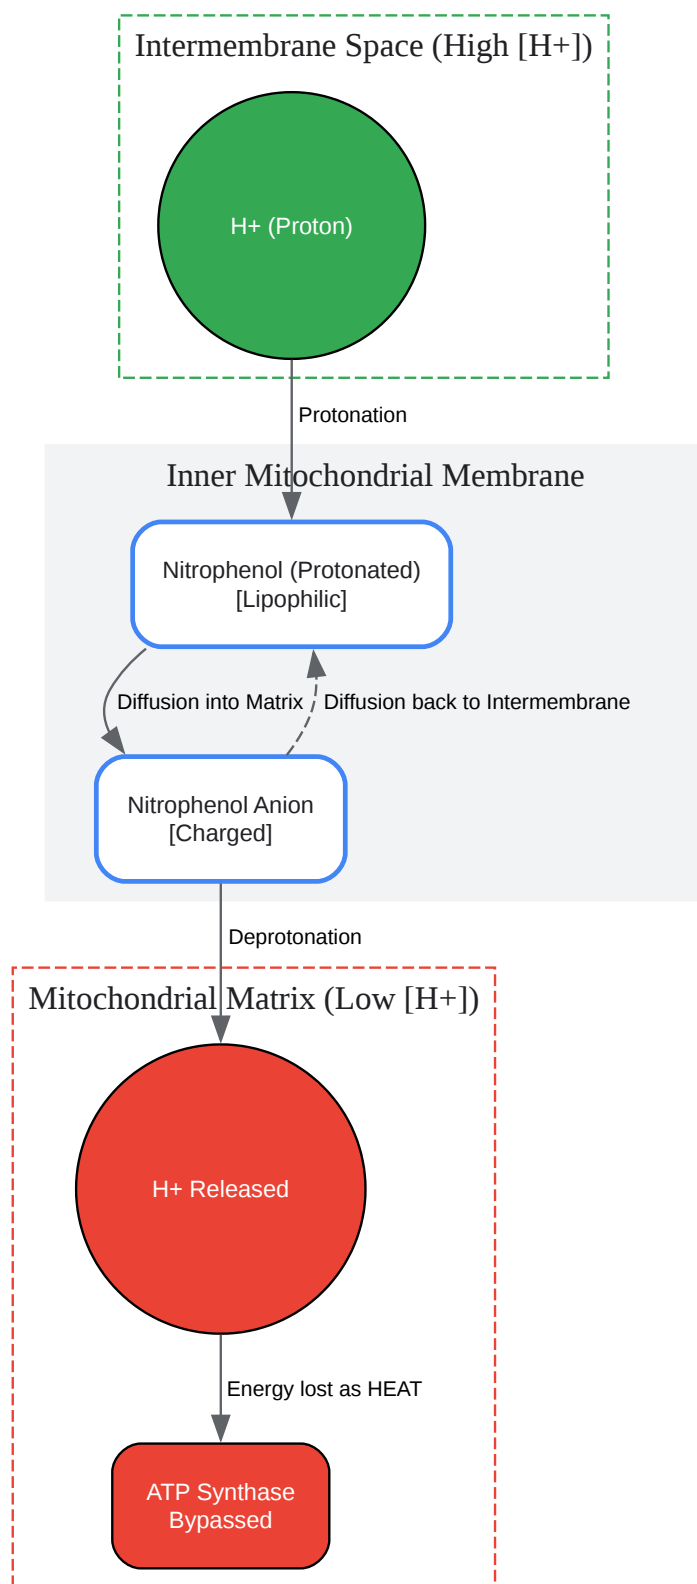 Intermembrane Space (High [H+])
H+ (Proton)
Protonation
Inner Mitochondrial Membrane
Nitrophenol (Protonated)
[Lipophilic]
Diffusion into Matrix
Diffusion back to Intermembrane
Nitrophenol Anion
[Charged]
Deprotonation
Mitochondrial Matrix (Low [H+])
H+ Released
Energy lost as HEAT
ATP Synthase
Bypassed